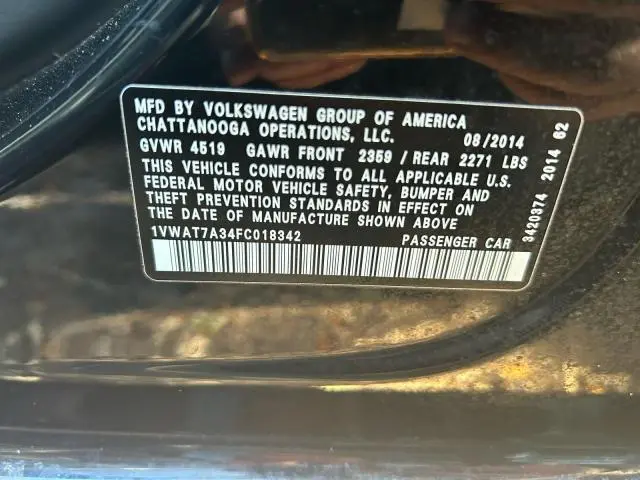 MFD BY VOLKSWAGEN GROUP OF AMERICA
CHATTANOOGA OPERATIONS, LLC. 08/2014
GVWR 4519 GAWR FRONT 2359/REAR 2271 LBS
THIS VEHICLE CONFORMS TO ALL APPLICABLE U.S.
FEDERAL MOTOR VEHICLE SAFETY, BUMPER AND
THEFT PREVENTION STANDARDS IN EFFECT ON
THE DATE OF MANUFACTURE SHOWN ABOVE
1VWAT7A34FC018342 PASSENGER CAR
3420374 2014 62